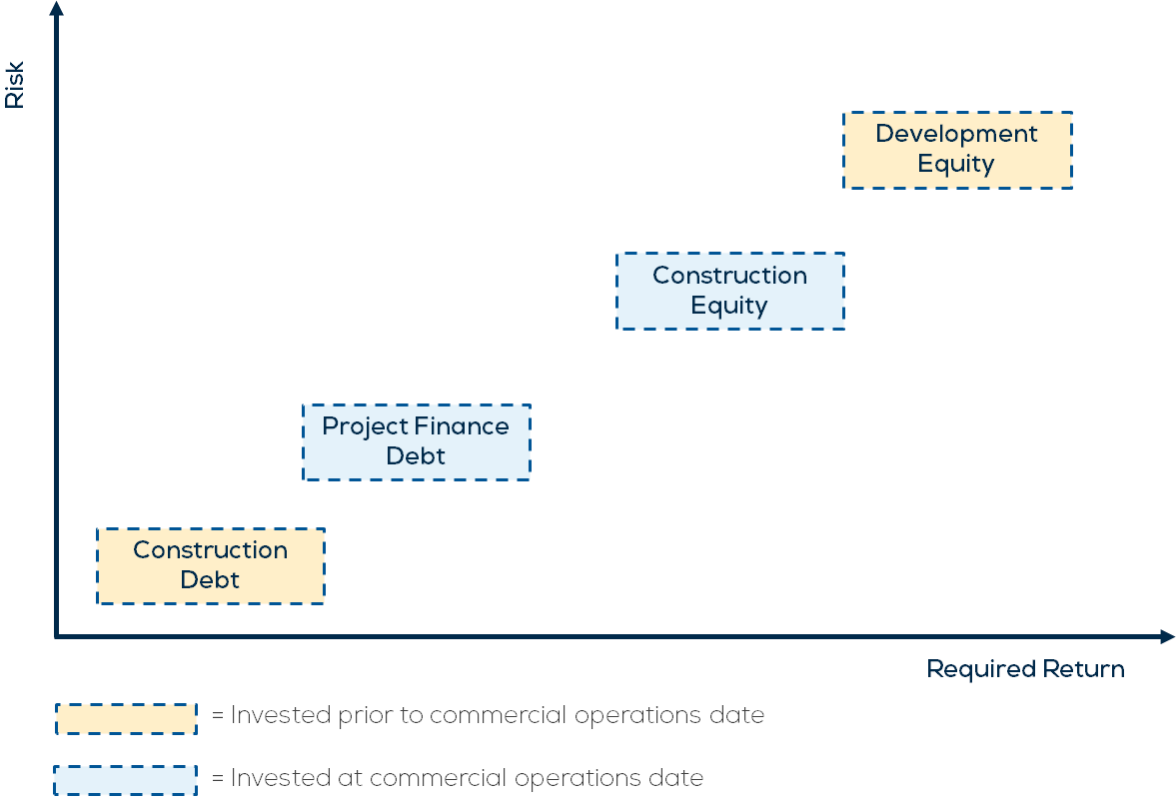 Risk
Development
Equity
Construction
Equity
Project Finance
Debt
Construction
Debt
Required Return
= Invested prior to commercial operations date
= Invested at commercial operations date